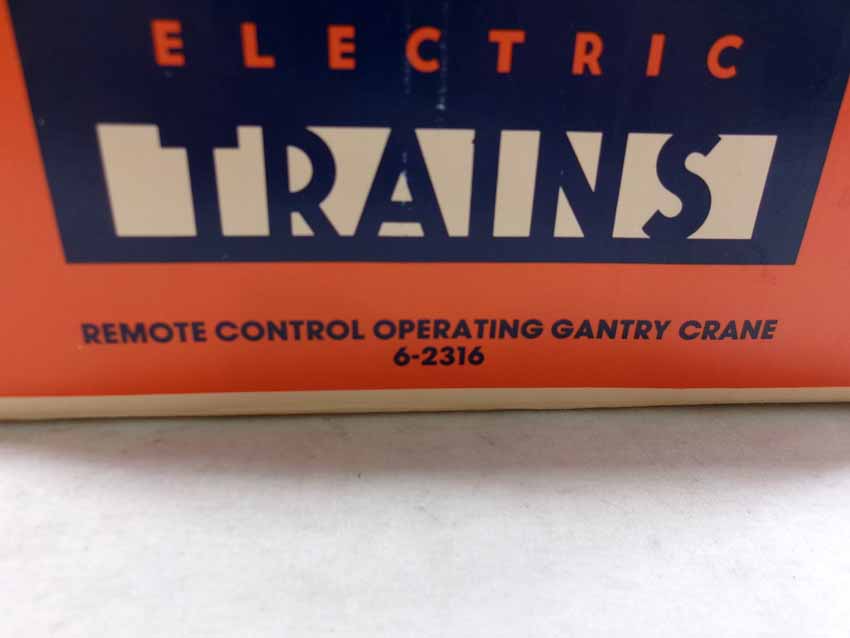 ELECTRIC
TRAINS
REMOTE CONTROL OPERATING GANTRY CRANE
6-2316